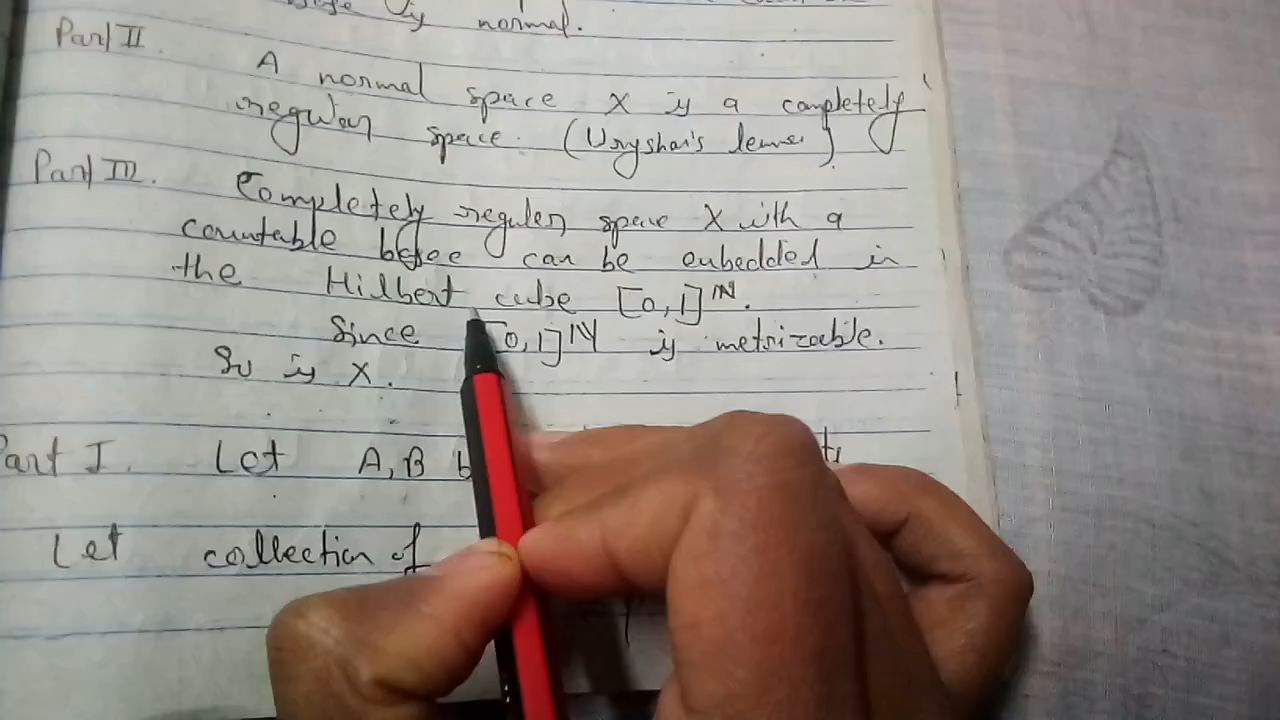 is normal.
Part II.
A normal space X is a completely
regular space. (Uryshon's lemma)
Part III. Completely regular space X with a
countable base can be embedded in
the Hilbert cube [0,1]^ℕ.
Since [0,1]^ℕ is metrizable.
So is X.
Part I. Let A, B
Let collection of